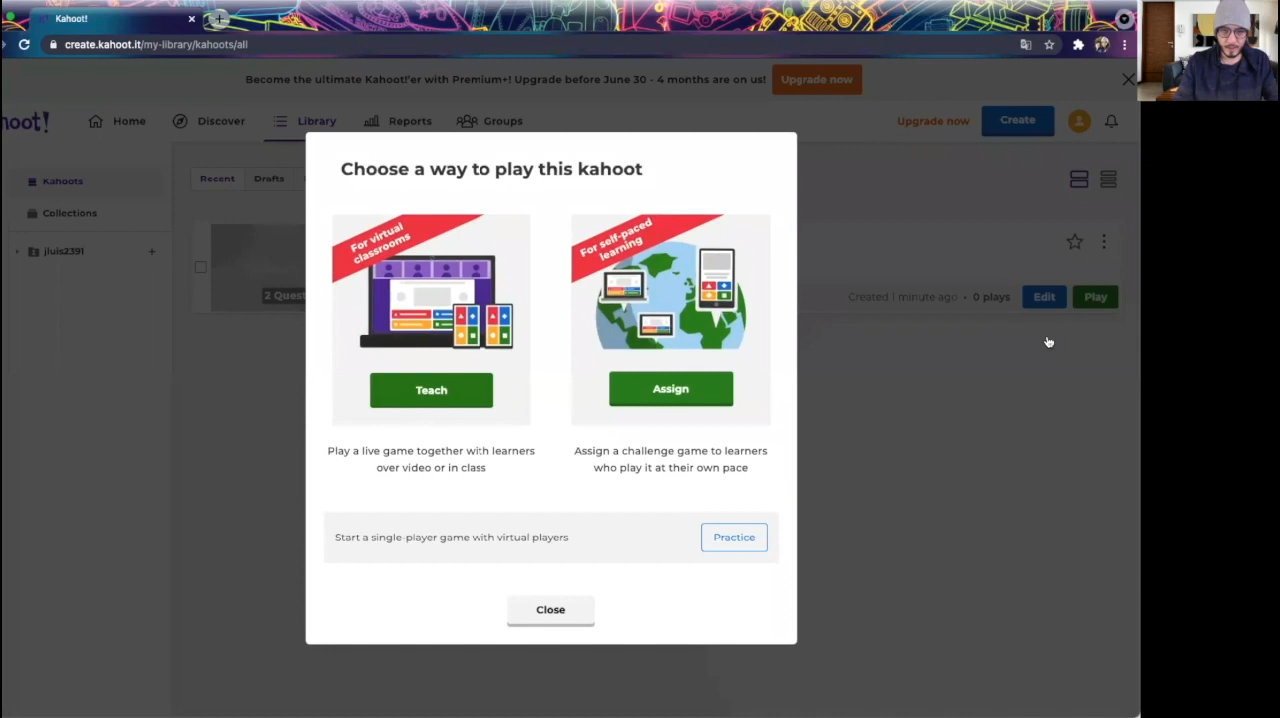 Kahoot!
create.kahoot.it/my-library/kahoots/all
Become the ultimate Kahoot!'er with Premium+! Upgrade before June 30 - 4 months are on us!
Upgrade now
hoot!
Home
Discover
Library
Reports
Groups
Upgrade now
Create
Kahoots
Collections
jluis2391
Recent
Drafts
2 Quest
Created 1 minute ago • 0 plays
Edit
Play
Choose a way to play this kahoot
For virtual
classrooms
Teach
Play a live game together with learners
over video or in class
For self-paced
learning
Assign
Assign a challenge game to learners
who play it at their own pace
Start a single-player game with virtual players
Practice
Close